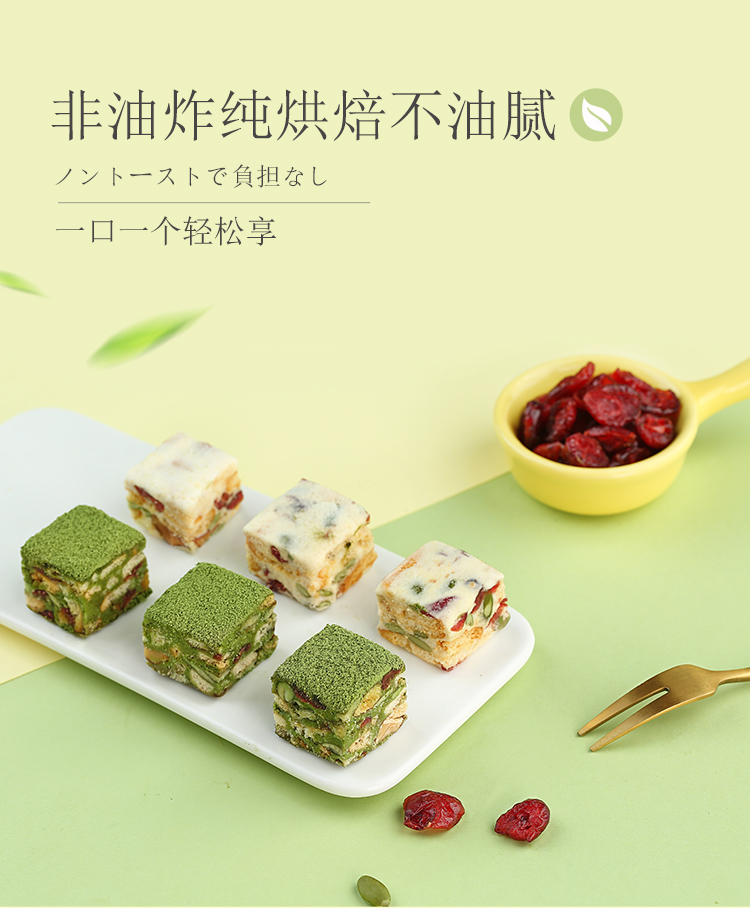 非油炸纯烘焙不油腻
ノントーストで負担なし
一口一个轻松享